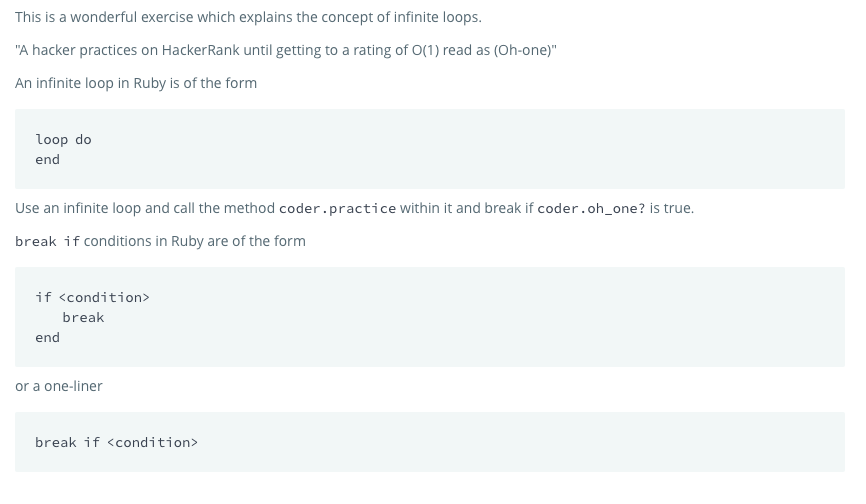 This is a wonderful exercise which explains the concept of infinite loops.
"A hacker practices on HackerRank until getting to a rating of O(1) read as (Oh-one)"
An infinite loop in Ruby is of the form
loop do
end
Use an infinite loop and call the method coder.practice within it and break if coder.oh_one? is true.
break if conditions in Ruby are of the form
if <condition>
break
end
or a one-liner
break if <condition>